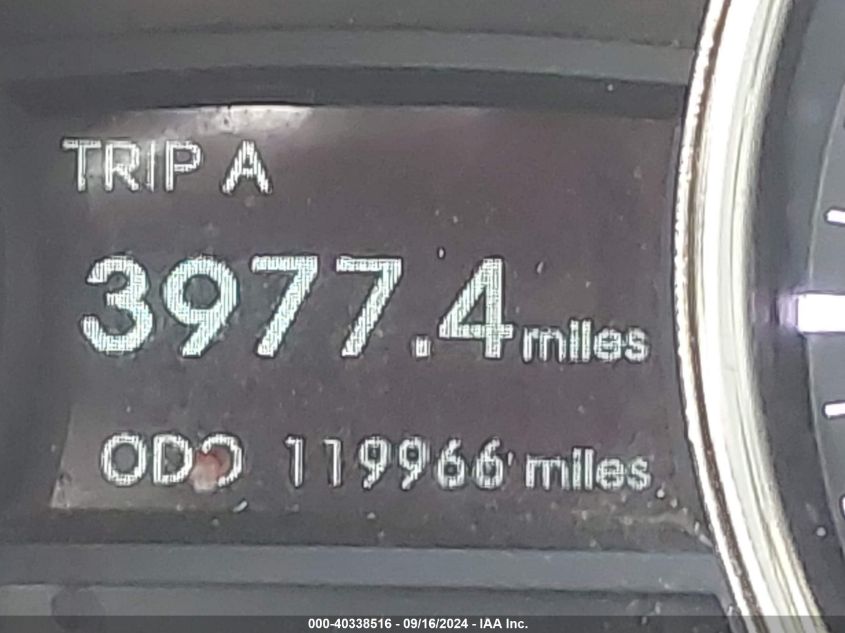 TRIP A
3977.4 miles
ODO 119966 miles
000-40338516 - 09/16/2024 - IAA Inc.